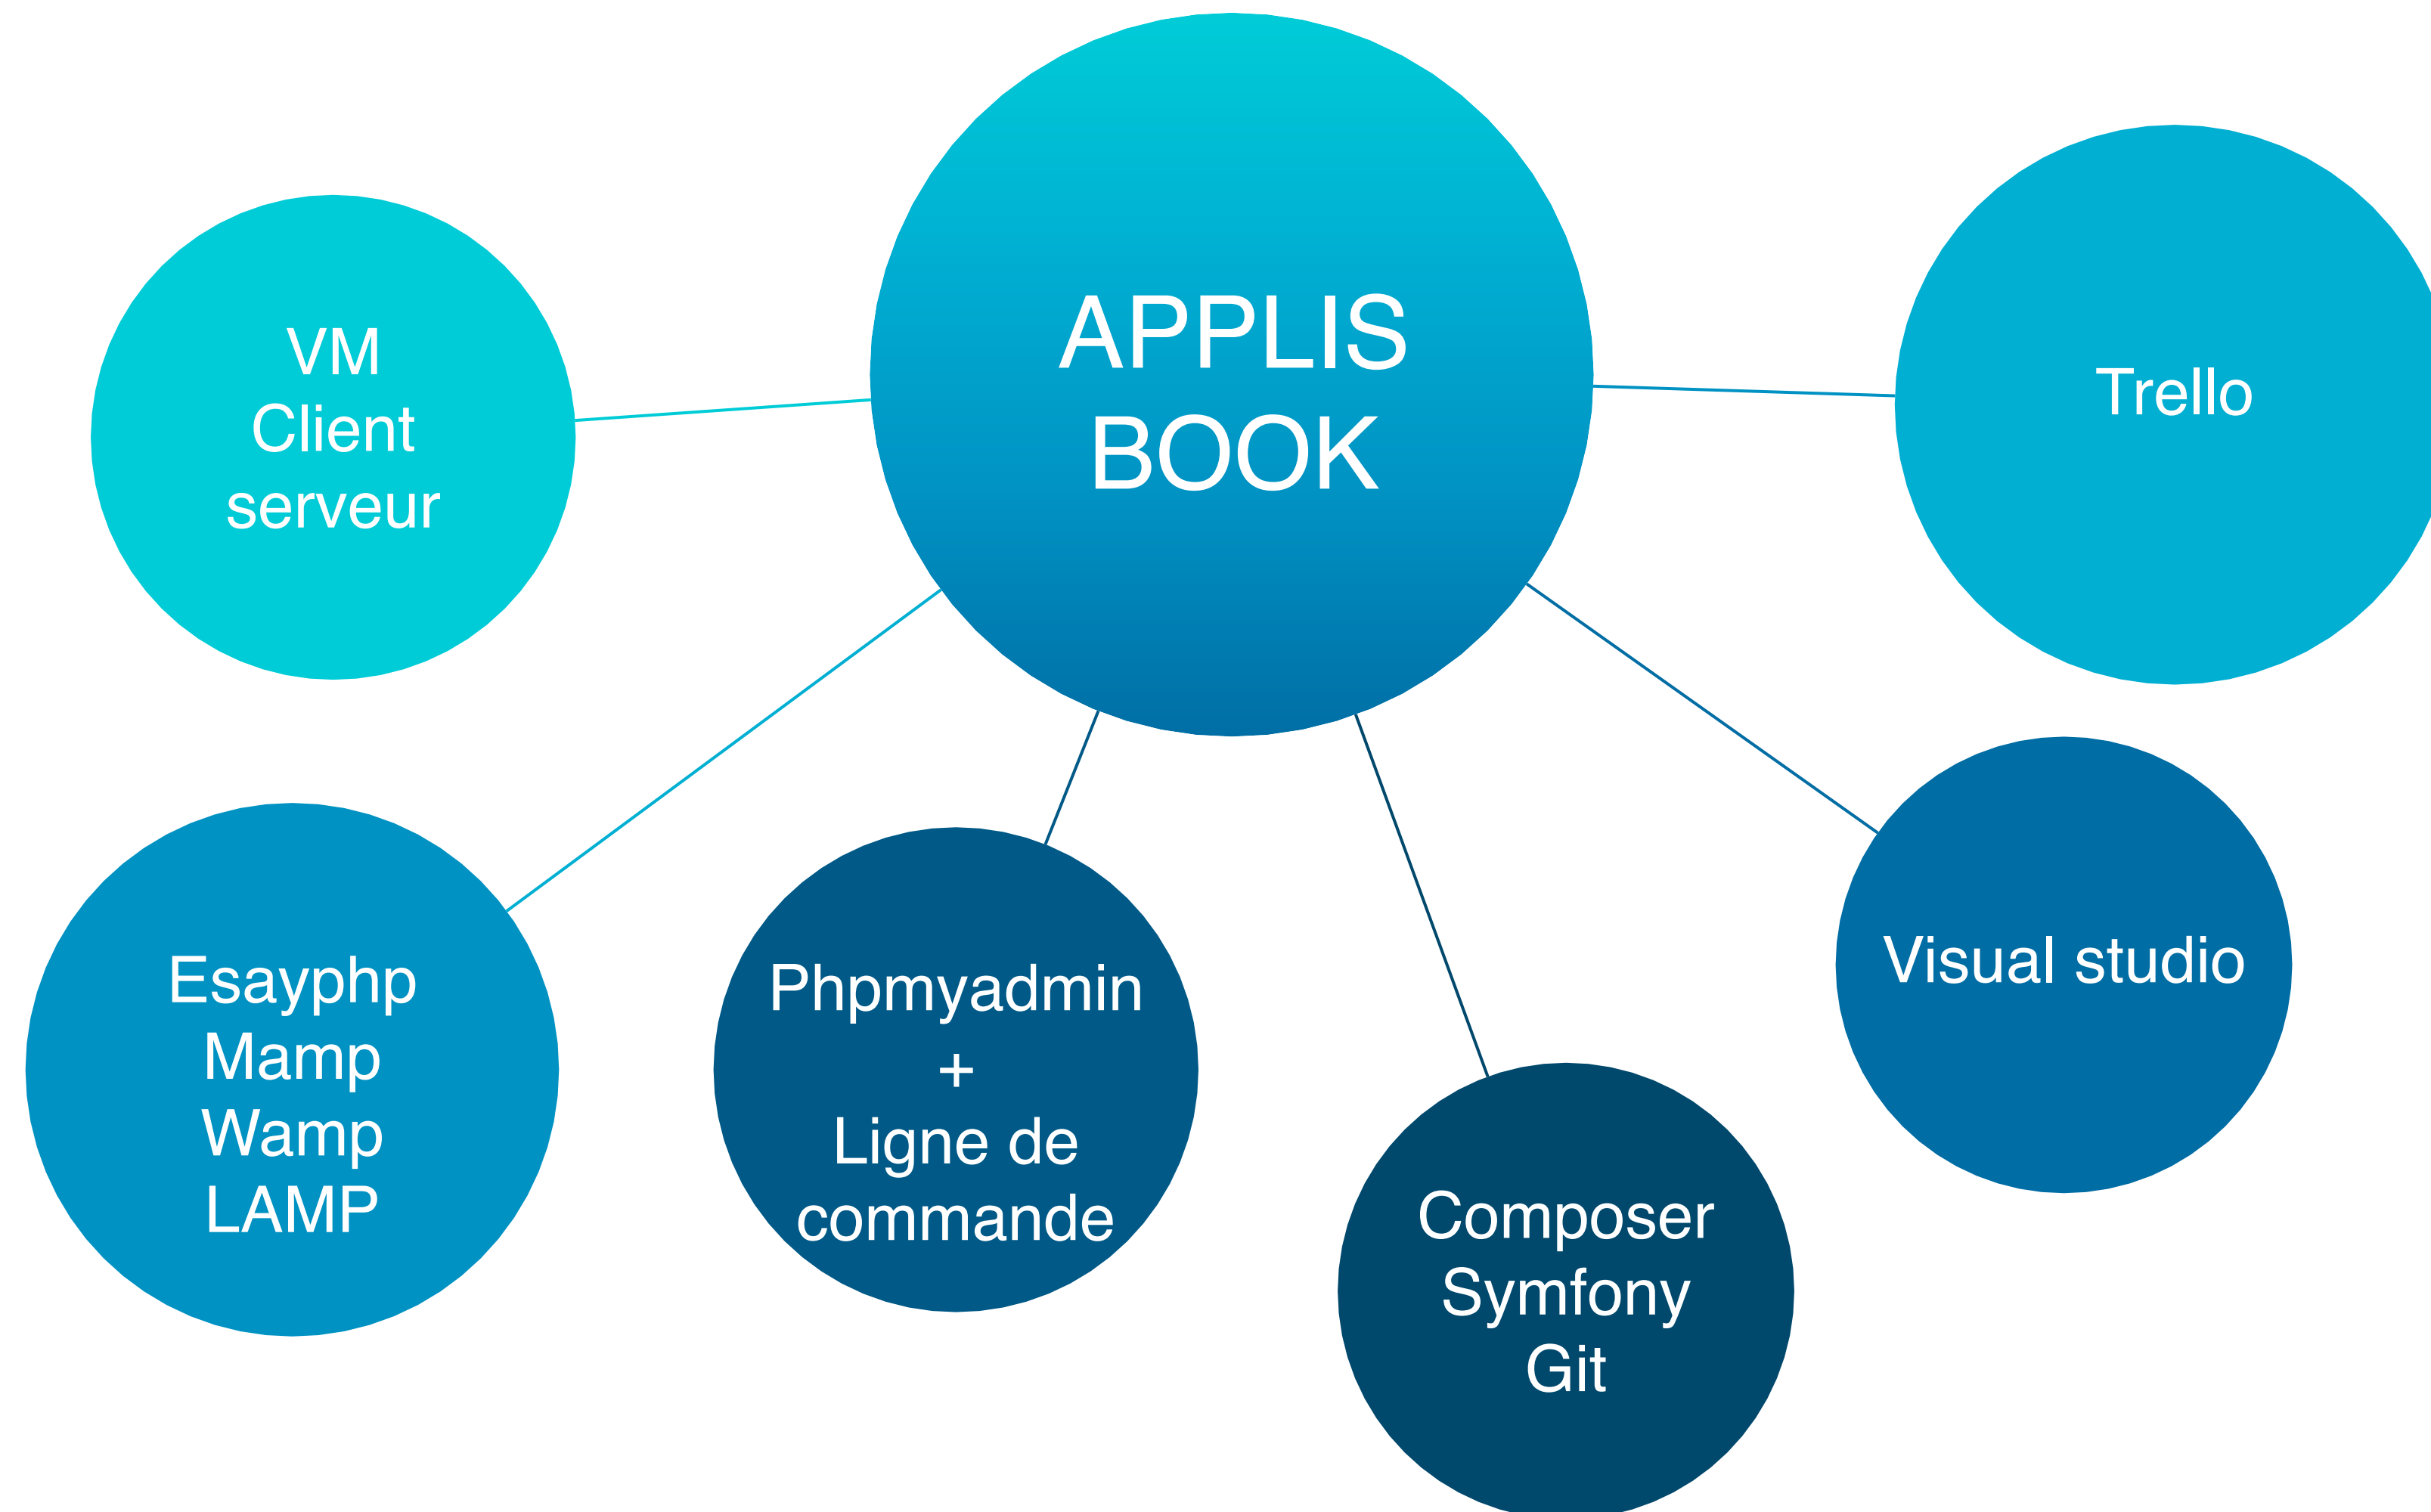 APPLIS
BOOK
VM
Client
serveur
Trello
Esayphp
Mamp
Wamp
LAMP
Phpmyadmin
+
Ligne de
commande
Composer
Symfony
Git
Visual studio